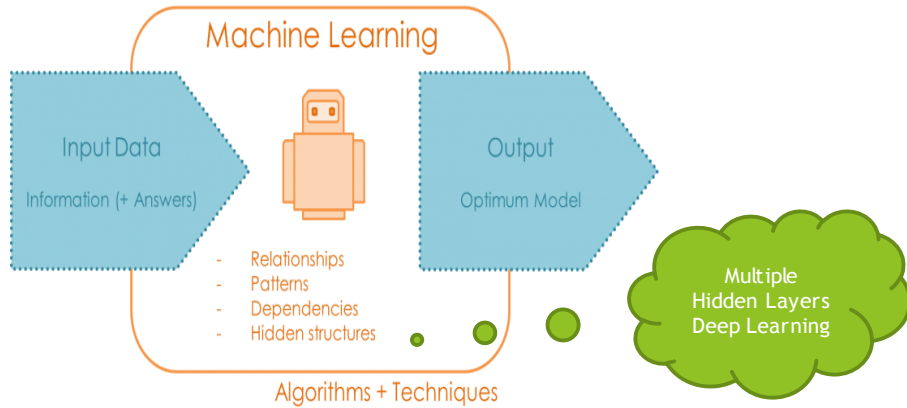 Machine Learning
Input Data
Information (+ Answers)
Output
Optimum Model
- Relationships
- Patterns
- Dependencies
- Hidden structures
Multiple
Hidden Layers
Deep Learning
Algorithms + Techniques